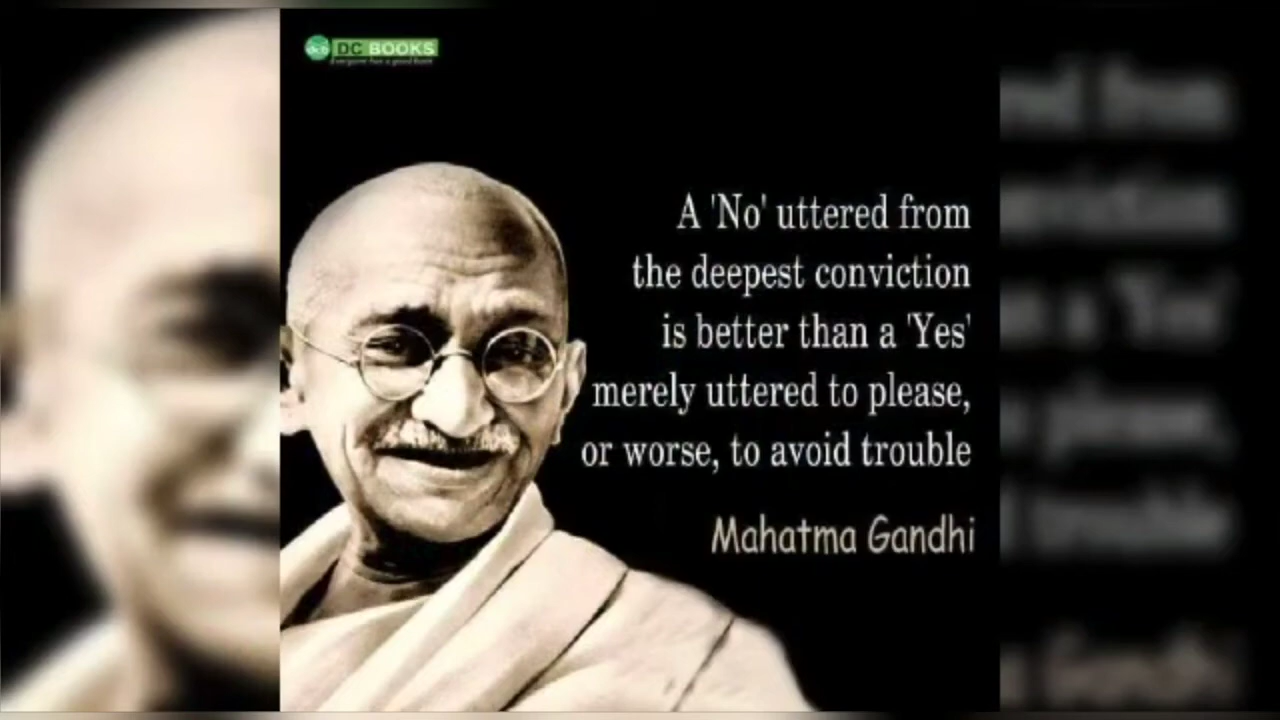 DC BOOKS
A 'No' uttered from
the deepest conviction
is better than a 'Yes'
merely uttered to please,
or worse, to avoid trouble
Mahatma Gandhi